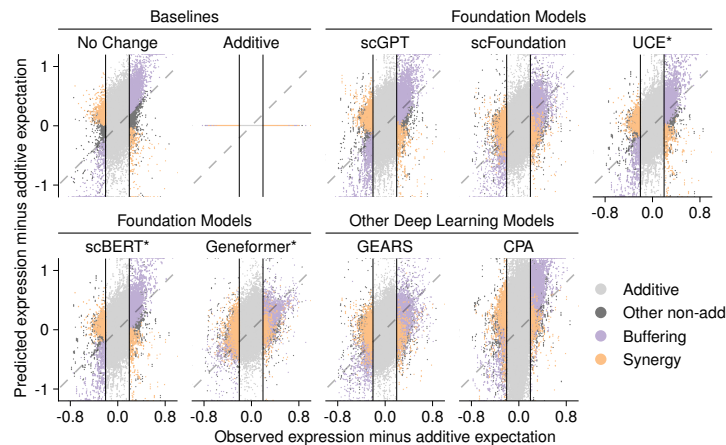 Baselines
Foundation Models
No Change
Additive
scGPT
scFoundation
UCE*
Predicted expression minus additive expectation
1
0
-1
-0.8 0.0 0.8
Foundation Models
Other Deep Learning Models
scBERT*
Geneformer*
GEARS
CPA
1
0
-1
-0.8 0.0 0.8
-0.8 0.0 0.8
-0.8 0.0 0.8
-0.8 0.0 0.8
Observed expression minus additive expectation
Additive
Other non-add
Buffering
Synergy